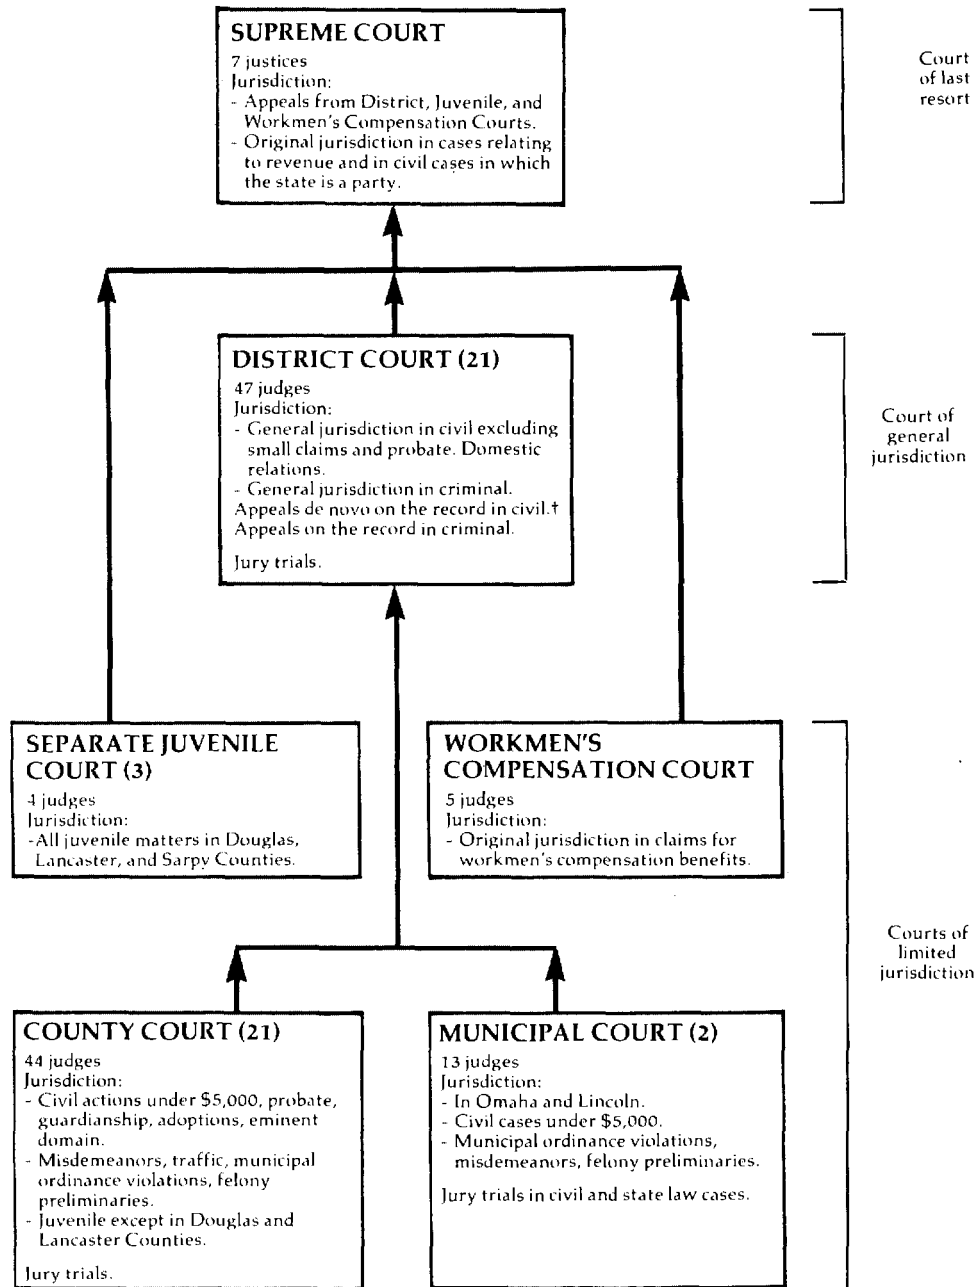 SUPREME COURT
7 justices
Jurisdiction:
- Appeals from District, Juvenile, and
Workmen's Compensation Courts.
- Original jurisdiction in cases relating
to revenue and in civil cases in which
the state is a party.
Court
of last
resort
DISTRICT COURT (21)
47 judges
Jurisdiction:
- General jurisdiction in civil excluding
small claims and probate. Domestic
relations.
- General jurisdiction in criminal.
Appeals de novo on the record in civil.†
Appeals on the record in criminal.
Jury trials.
Court of
general
jurisdiction
SEPARATE JUVENILE
COURT (3)
4 judges
Jurisdiction:
-All juvenile matters in Douglas,
Lancaster, and Sarpy Counties.
WORKMEN'S
COMPENSATION COURT
5 judges
Jurisdiction:
- Original jurisdiction in claims for
workmen's compensation benefits.
Courts of
limited
jurisdiction
COUNTY COURT (21)
44 judges
Jurisdiction:
- Civil actions under $5,000, probate,
guardianship, adoptions, eminent
domain.
- Misdemeanors, traffic, municipal
ordinance violations, felony
preliminaries.
- Juvenile except in Douglas and
Lancaster Counties.
Jury trials.
MUNICIPAL COURT (2)
13 judges
Jurisdiction:
- In Omaha and Lincoln.
- Civil cases under $5,000.
- Municipal ordinance violations,
misdemeanors, felony preliminaries.
Jury trials in civil and state law cases.